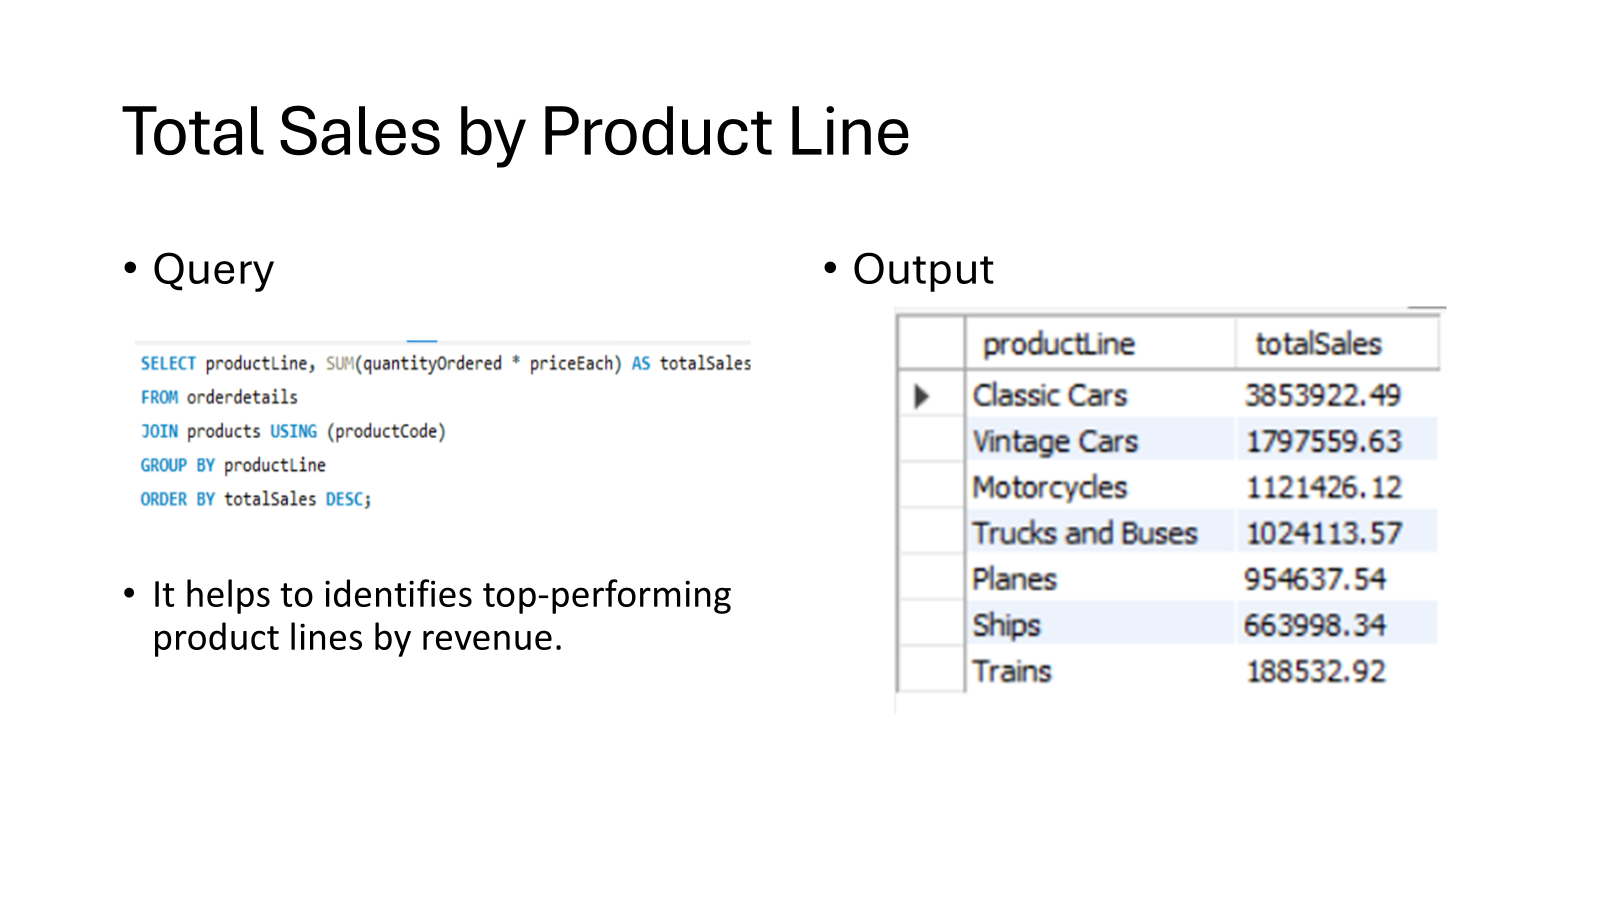 Total Sales by Product Line
• Query
SELECT productLine, SUM(quantityOrdered * priceEach) AS totalSales
FROM orderdetails
JOIN products USING (productCode)
GROUP BY productLine
ORDER BY totalSales DESC;
• It helps to identifies top-performing
product lines by revenue.
• Output
productLine totalSales
Classic Cars 3853922.49
Vintage Cars 1797559.63
Motorcycles 1121426.12
Trucks and Buses 1024113.57
Planes 954637.54
Ships 663998.34
Trains 188532.92